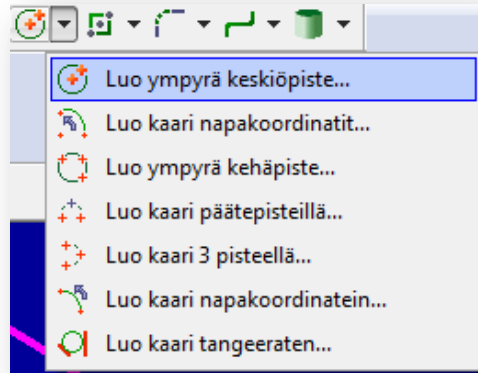 Luo ympyrä keskiöpiste...
Luo kaari napakoordinatit...
Luo ympyrä kehäpiste...
Luo kaari päätepisteillä...
Luo kaari 3 pisteellä...
Luo kaari napakoordinatein...
Luo kaari tangeeraten...